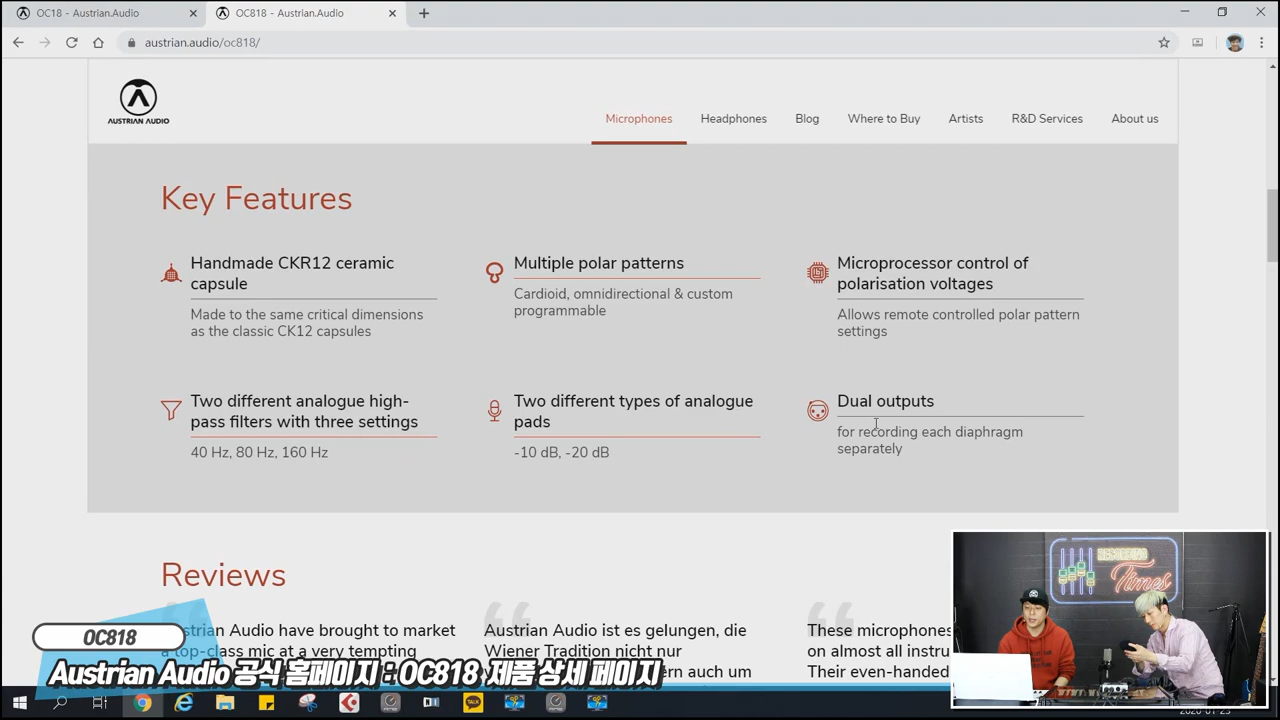 OC18 - Austrian.Audio
OC818 - Austrian.Audio
austrian.audio/oc818/
AUSTRIAN AUDIO
Microphones
Headphones
Blog
Where to Buy
Artists
R&D Services
About us
Key Features
Handmade CKR12 ceramic
capsule
Made to the same critical dimensions
as the classic CK12 capsules
Multiple polar patterns
Cardioid, omnidirectional & custom
programmable
Microprocessor control of
polarisation voltages
Allows remote controlled polar pattern
settings
Two different analogue high-
pass filters with three settings
40 Hz, 80 Hz, 160 Hz
Two different types of analogue
pads
-10 dB, -20 dB
Dual outputs
for recording each diaphragm
separately
Reviews
Austrian Audio have brought to market
a top-class mic at a very tempting
Austrian Audio ist es gelungen, die
Wiener Tradition nicht nur
ern auch um
These microphones
on almost all instru
Their even-handed
RECORDING
Times
OC818
Austrian Audio 공식 홈페이지 : OC818 제품 상세 페이지
TALK